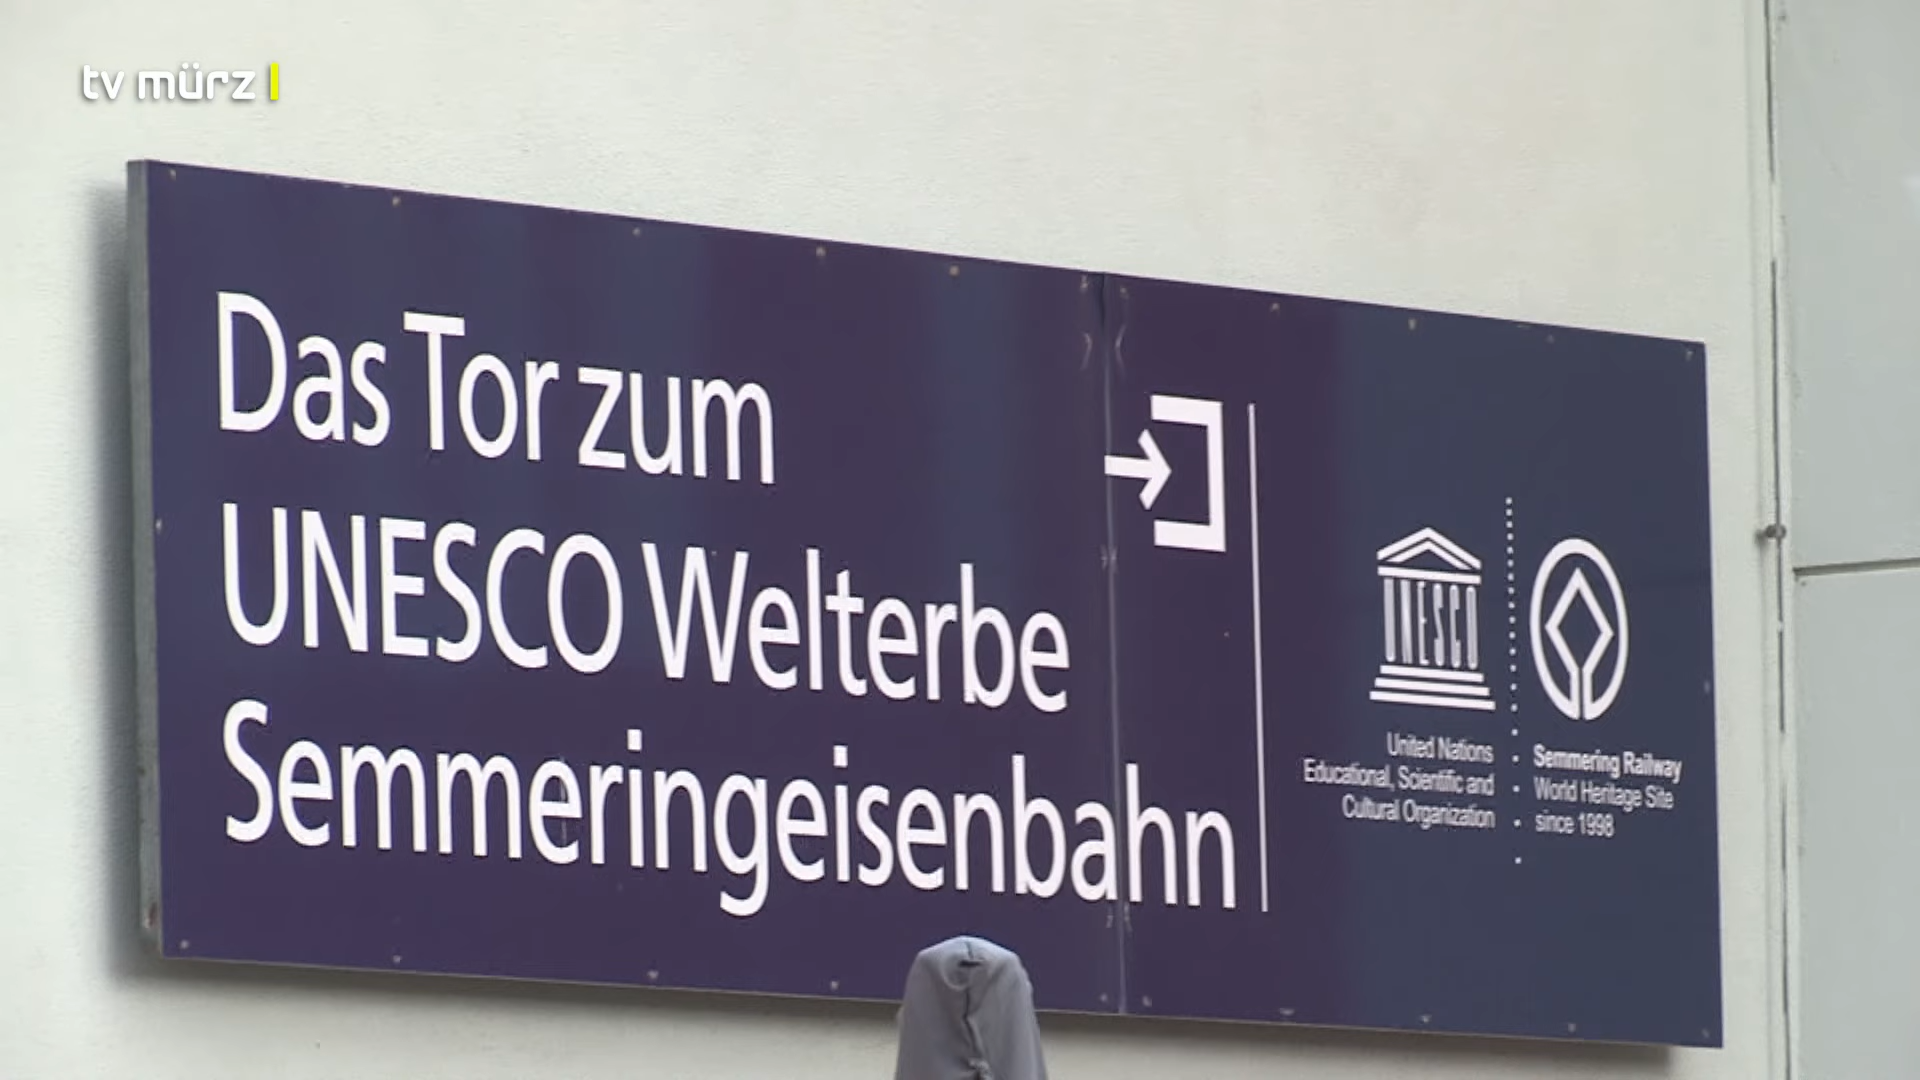 tv mürz
Das Tor zum
UNESCO Welterbe
Semmeringeisenbahn
UNESCO
United Nations
Educational, Scientific and
Cultural Organization
Semmering Railway
World Heritage Site
since 1998